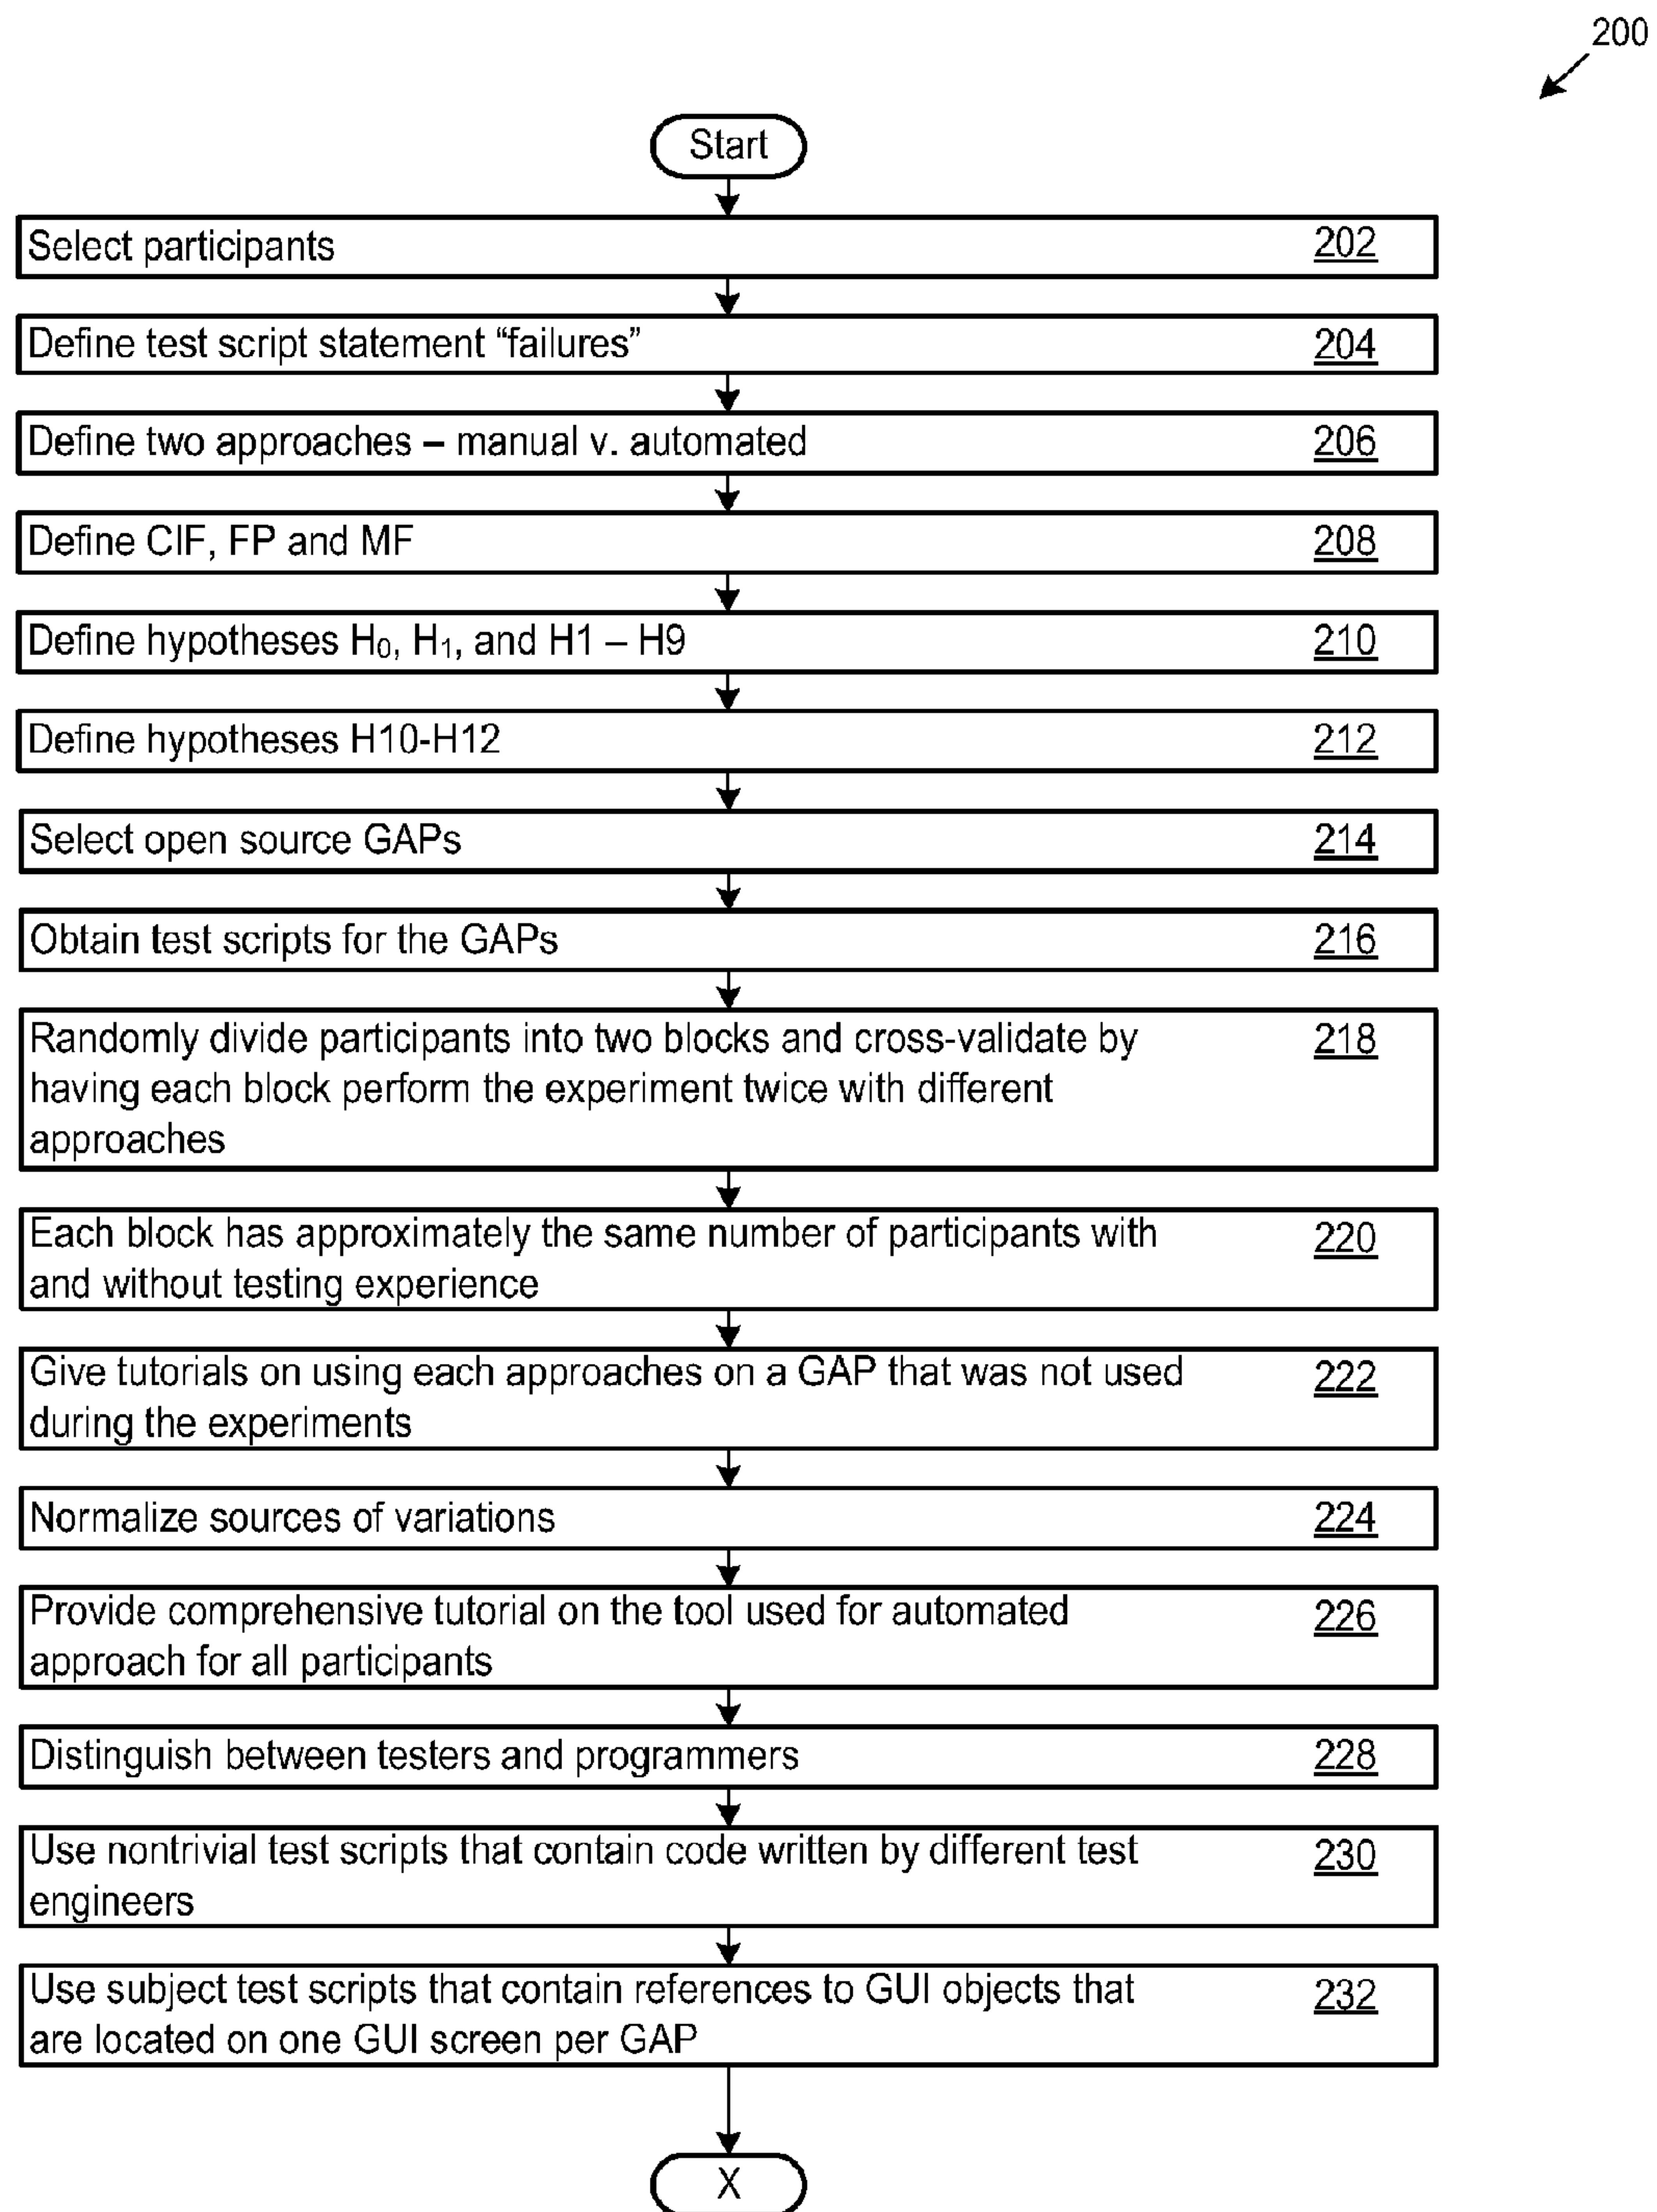 200
Start
Select participants 202
Define test script statement “failures” 204
Define two approaches – manual v. automated 206
Define CIF, FP and MF 208
Define hypotheses H₀, H₁, and H1 – H9 210
Define hypotheses H10-H12 212
Select open source GAPs 214
Obtain test scripts for the GAPs 216
Randomly divide participants into two blocks and cross-validate by 218
having each block perform the experiment twice with different
approaches
Each block has approximately the same number of participants with 220
and without testing experience
Give tutorials on using each approaches on a GAP that was not used 222
during the experiments
Normalize sources of variations 224
Provide comprehensive tutorial on the tool used for automated 226
approach for all participants
Distinguish between testers and programmers 228
Use nontrivial test scripts that contain code written by different test 230
engineers
Use subject test scripts that contain references to GUI objects that 232
are located on one GUI screen per GAP
X